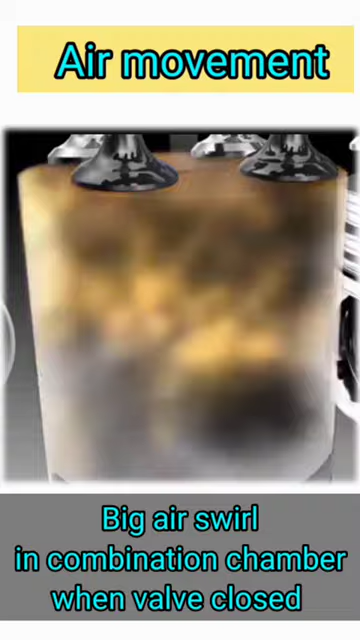 Air movement
Big air swirl
in combination chamber
when valve closed